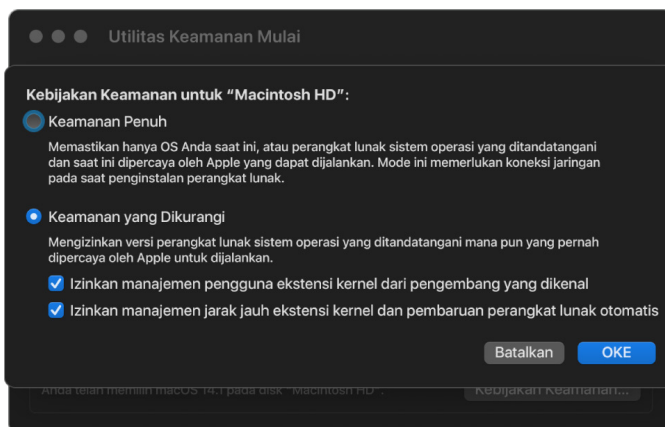 Utilitas Keamanan Mulai
Kebijakan Keamanan untuk “Macintosh HD”:
Keamanan Penuh
Memastikan hanya OS Anda saat ini, atau perangkat lunak sistem operasi yang ditandatangani
dan saat ini dipercaya oleh Apple yang dapat dijalankan. Mode ini memerlukan koneksi jaringan
pada saat penginstalan perangkat lunak.
Keamanan yang Dikurangi
Mengizinkan versi perangkat lunak sistem operasi yang ditandatangani mana pun yang pernah
dipercaya oleh Apple untuk dijalankan.
Izinkan manajemen pengguna ekstensi kernel dari pengembang yang dikenal
Izinkan manajemen jarak jauh ekstensi kernel dan pembaruan perangkat lunak otomatis
Batalkan OKE
Anda telah memilih macOS 14.1 pada disk “Macintosh HD”. Kebijakan Keamanan...